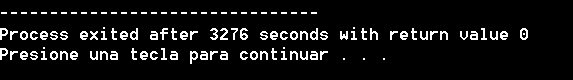 --------------------------------
Process exited after 3276 seconds with return value 0
Presione una tecla para continuar . . .